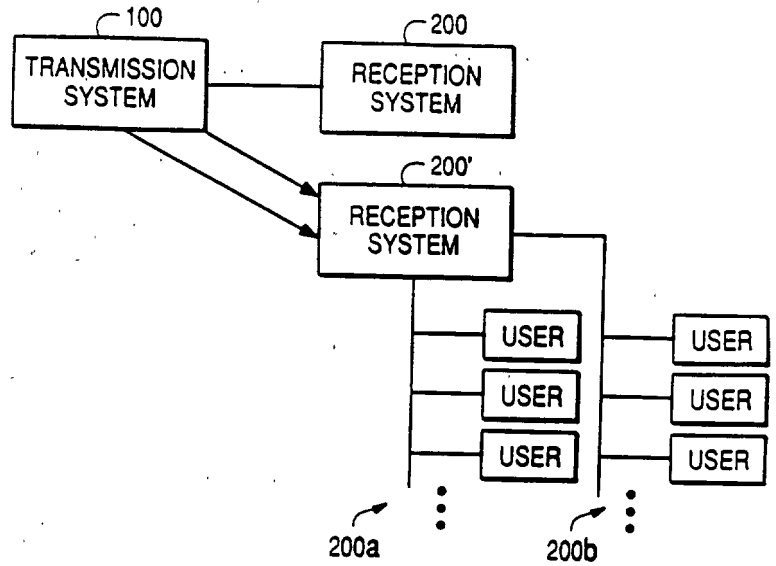 100
TRANSMISSION
SYSTEM
200
RECEPTION
SYSTEM
200'
RECEPTION
SYSTEM
USER
USER
USER
USER
USER
USER
200a
200b